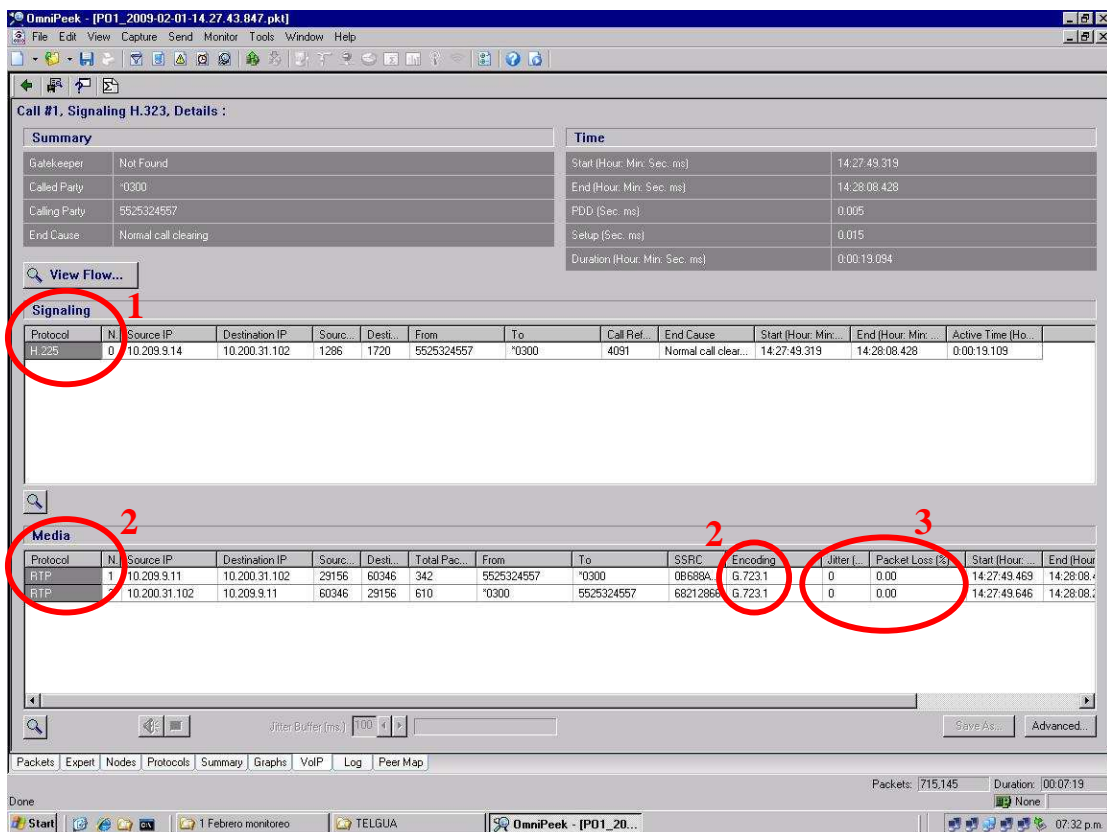 OmniPeek - [PO1_2009-02-01-14.27.43.847.pkt]
File Edit View Capture Send Monitor Tools Window Help
Call #1, Signaling H.323, Details :
Summary
Gatekeeper Not Found
Called Party *0300
Calling Party 5525324557
End Cause Normal call clearing
Time
Start (Hour: Min: Sec. ms) 14:27:49.319
End (Hour: Min: Sec. ms) 14:28:08.428
PDD (Sec. ms) 0.005
Setup (Sec. ms) 0.015
Duration (Hour: Min: Sec. ms) 0:00:19.094
View Flow...
1
Signaling
Protocol N. Source IP Destination IP Sourc... Desti... From To Call Ref... End Cause Start (Hour: Min:... End (Hour: Min: ... Active Time (Ho...
H.225 0 10.209.9.14 10.200.31.102 1286 1720 5525324557 *0300 4091 Normal call clear... 14:27:49.319 14:28:08.428 0:00:19.109
2 2 3
Media
Protocol N. Source IP Destination IP Sourc... Desti... Total Pac... From To SSRC Encoding Jitter (... Packet Loss (%) Start (Hour: ... End (Hour
RTP 1 10.209.9.11 10.200.31.102 29156 60346 342 5525324557 *0300 0B688A... G.723.1 0 0.00 14:27:49.469 14:28:08.
RTP 10.200.31.102 10.209.9.11 60346 29156 610 *0300 5525324557 68212866 G.723.1 0 0.00 14:27:49.646 14:28:08.2
Jitter Buffer (ms.) 100 Save As... Advanced...
Packets Expert Nodes Protocols Summary Graphs VoIP Log Peer Map
Packets: 715,145 Duration: 00:07:19
Done None
Start 1 Febrero monitoreo TELGUA OmniPeek - [PO1_20... 07:32 p.m.